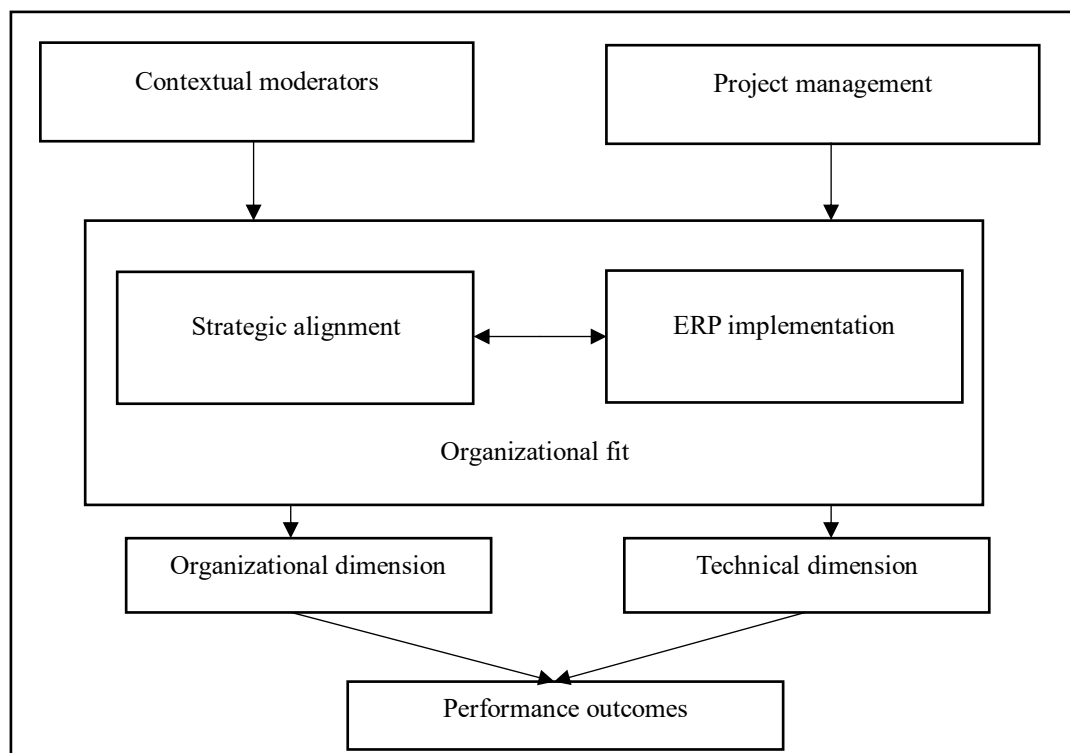 Contextual moderators
Project management
Strategic alignment
ERP implementation
Organizational fit
Organizational dimension
Technical dimension
Performance outcomes